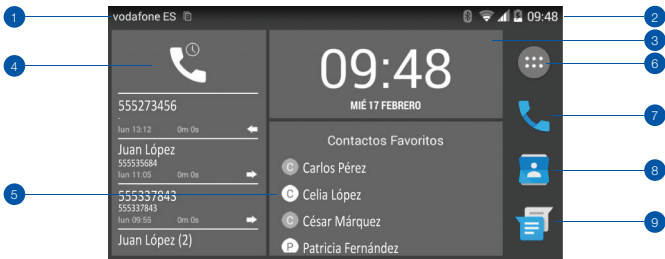 1
vodafone ES
09:48
2
3
4
555273456
-
lun 13:12 0m 0s
Juan López
555535684
lun 11:05 0m 0s
555337843
555337843
lun 09:55 0m 0s
Juan López (2)
09:48
MIÉ 17 FEBRERO
Contactos Favoritos
C Carlos Pérez
5
C Celia López
C César Márquez
P Patricia Fernández
6
7
8
9